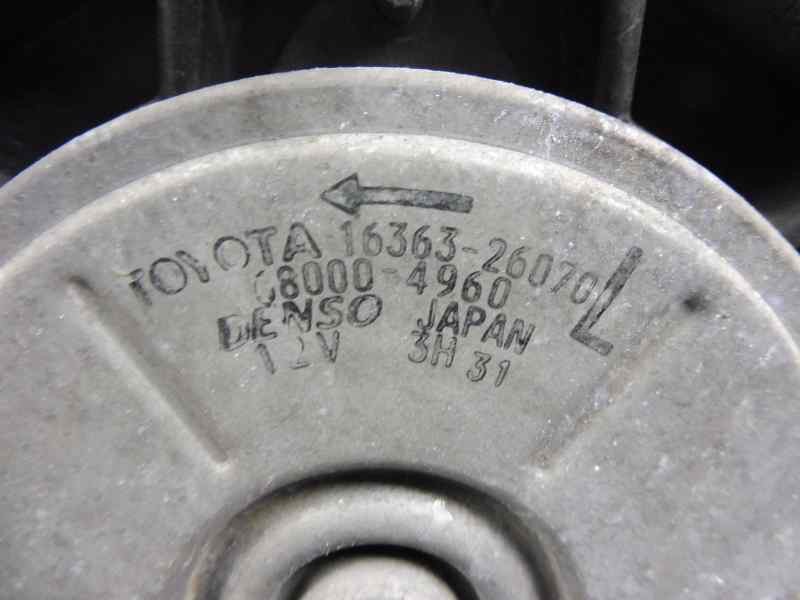 TOYOTA 16363-26070 L
68000-4960
DENSO JAPAN
12V 3H 31